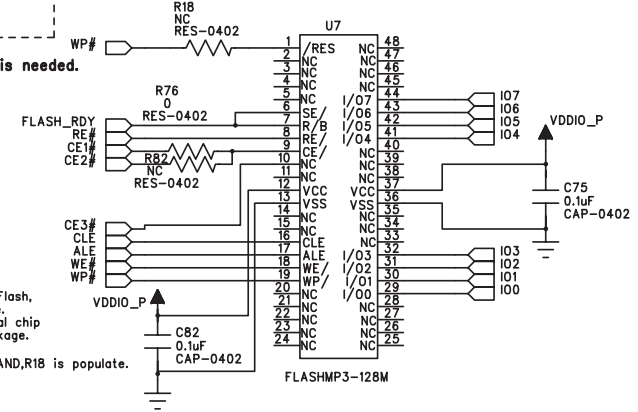 R18
NC
RES-0402
U7
WP#
is needed.
R76
0
RES-0402
FLASH_RDY
RE#
CE1#
CE2#
R82
NC
RES-0402
CE3#
CLE
ALE
WE#
WP#
VDDIO_P
C82
0.1uF
CAP-0402
Flash,
al chip
kage.
AND,R18 is populate.
1 /RES
2 NC
3 NC
4 NC
5 NC
6 SE/
7 R/B
8 RE/
9 CE/
10 NC
11 NC
12 VCC
13 VSS
14 NC
15 NC
16 CLE
17 ALE
18 WE/
19 WP/
20 NC
21 NC
22 NC
23 NC
24 NC
NC 48
NC 47
NC 46
NC 45
I/O7 44
I/O6 43
I/O5 42
I/O4 41
NC 40
NC 39
NC 38
VCC 37
VSS 36
NC 35
NC 34
NC 33
I/O3 32
I/O2 31
I/O1 30
I/O0 29
NC 28
NC 27
NC 26
NC 25
IO7
IO6
IO5
IO4
VDDIO_P
C75
0.1uF
CAP-0402
IO3
IO2
IO1
IO0
FLASHMP3-128M